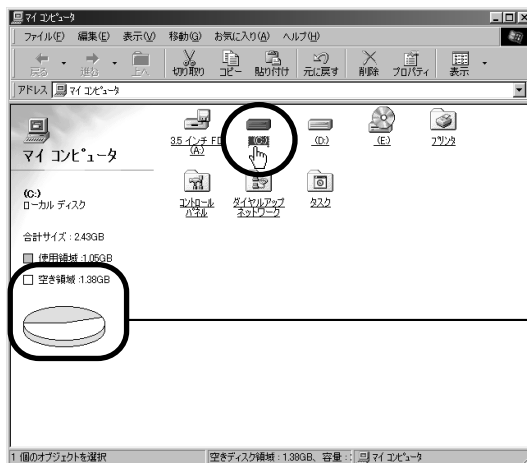 マイ コンピュータ
ファイル(F) 編集(E) 表示(V) 移動(G) お気に入り(A) ヘルプ(H)
戻る 進む 上へ 切り取り コピー 貼り付け 元に戻す 削除 プロパティ 表示
アドレス マイ コンピュータ
マイ コンピュータ
(C:)
ローカル ディスク
合計サイズ : 2.43GB
使用領域 :1.05GB
空き領域 :1.38GB
3.5 インチ FD (A:)
(C:)
(D:)
(E:)
プリンタ
コントロール パネル
ダイヤルアップ ネットワーク
タスク
1 個のオブジェクトを選択 空きディスク領域 : 1.38GB、容量 : マイ コンピュータ